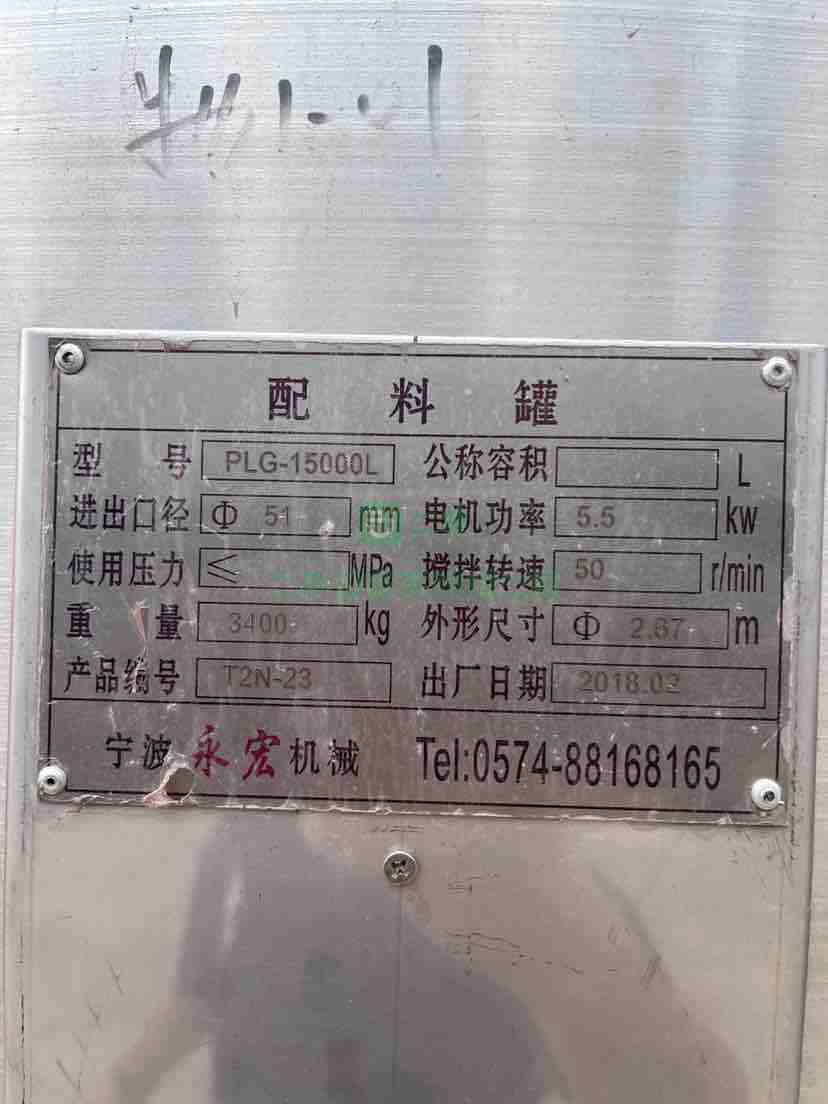 配料罐
型号 PLG-15000L 公称容积 L
进出口径 Φ 51 mm 电机功率 5.5 kw
使用压力 ≤ MPa 搅拌转速 50 r/min
重量 3400 kg 外形尺寸 Φ 2.67 m
产品编号 T2N-23 出厂日期 2018.02
宁波永宏机械 Tel:0574-88168165